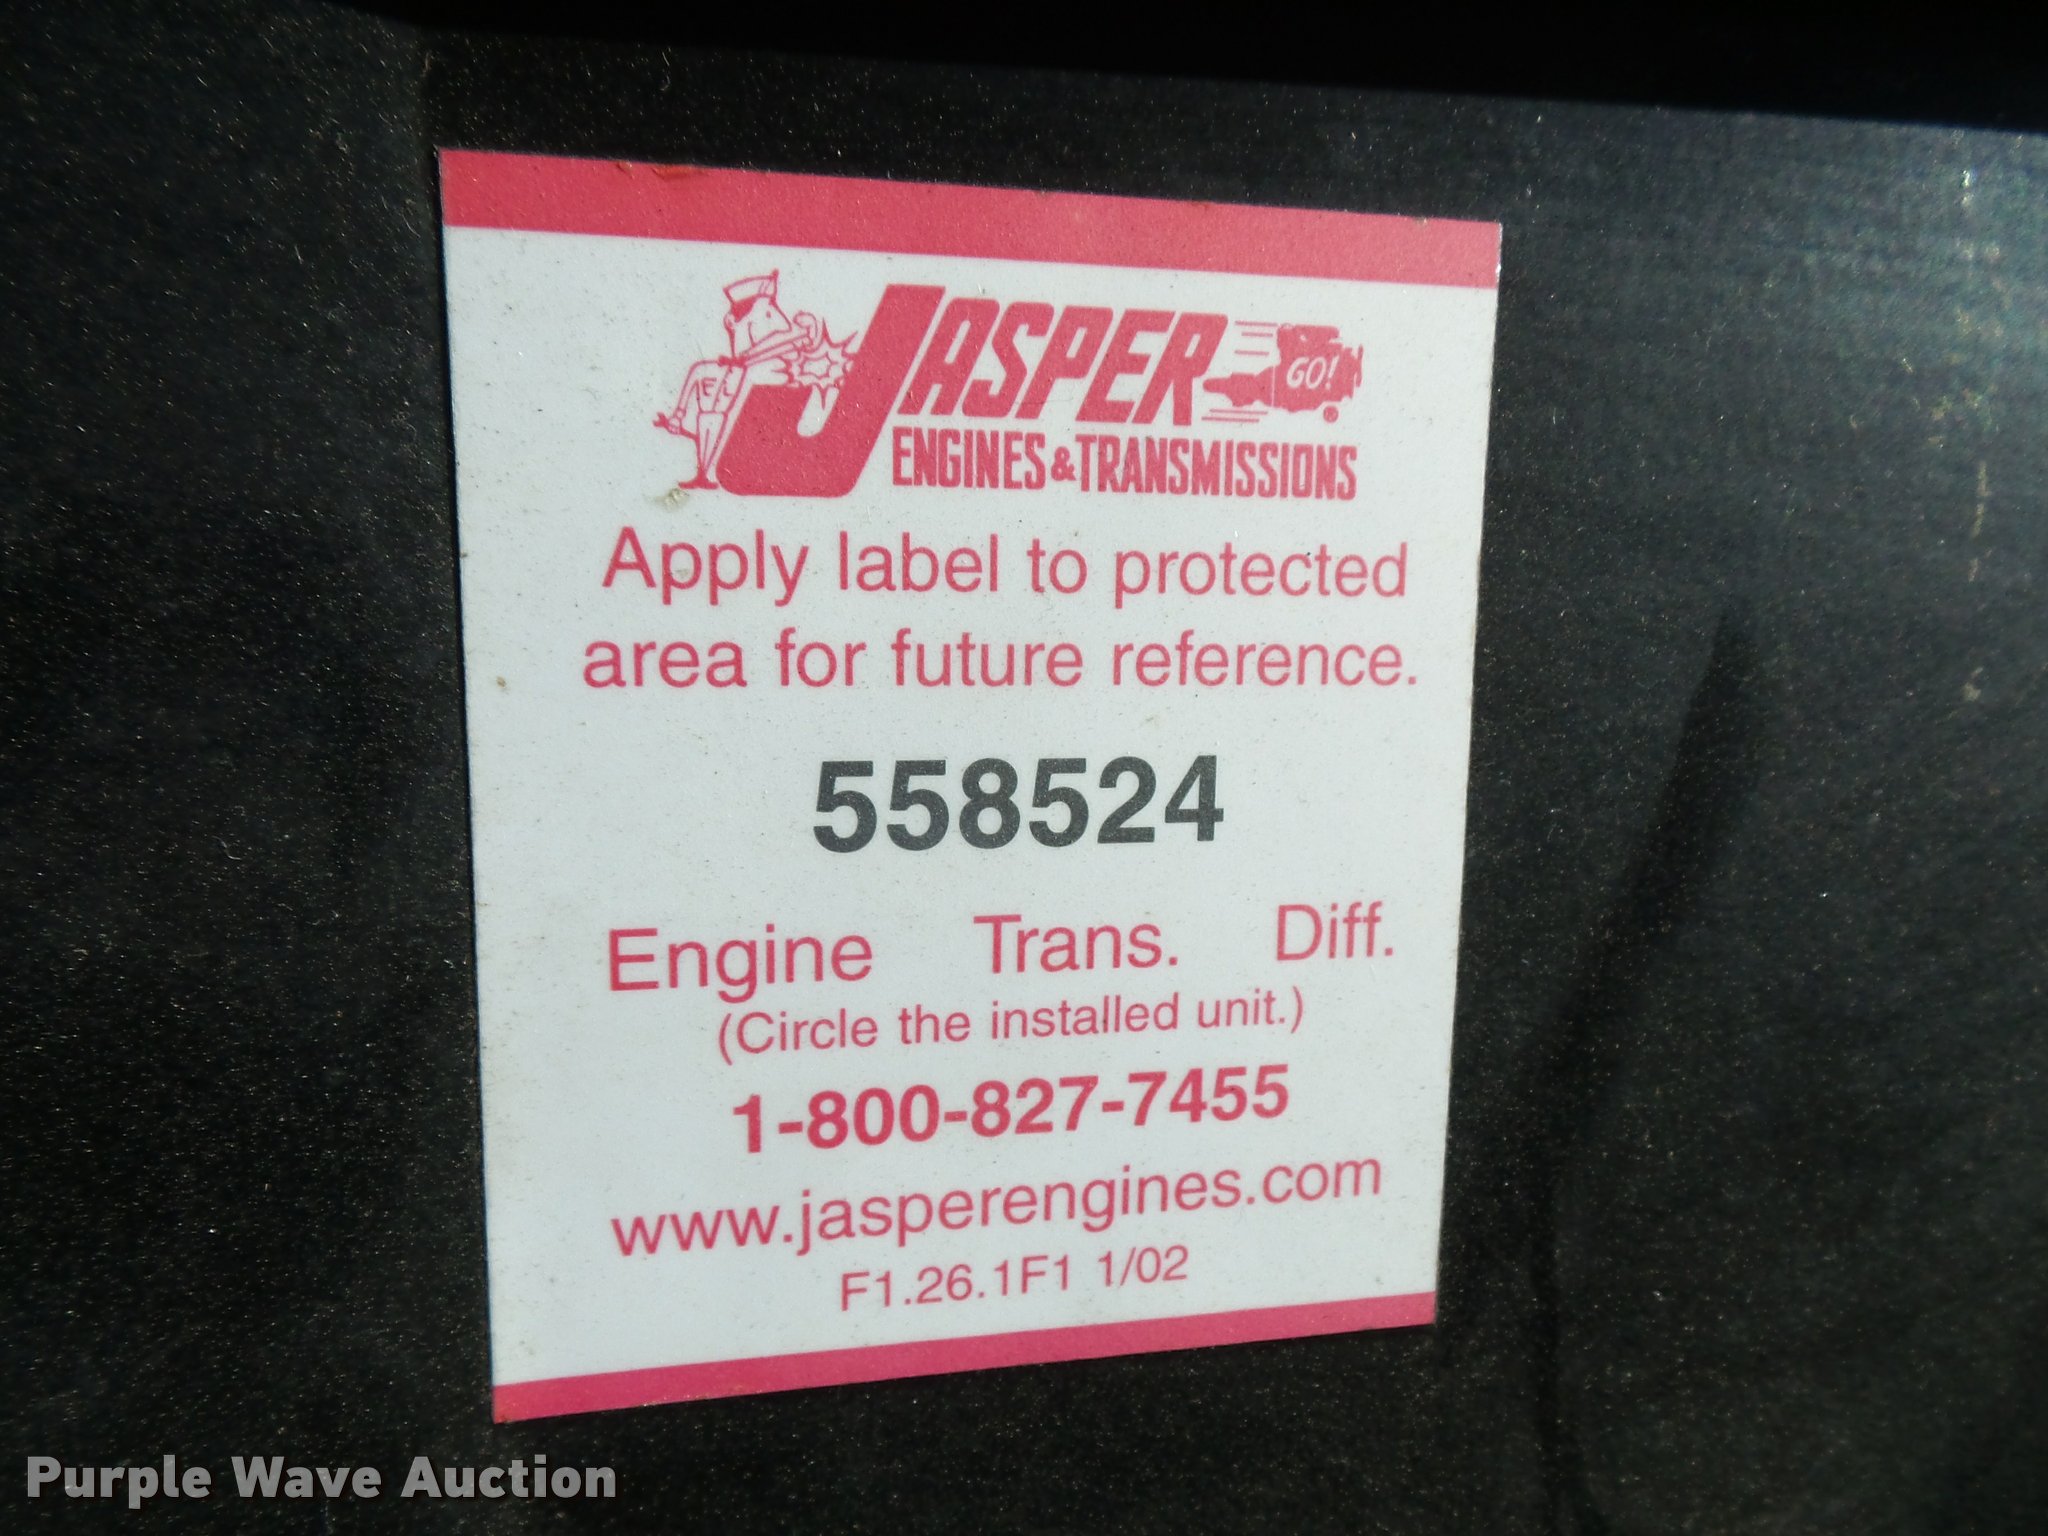 JASPER
GO!
ENGINES & TRANSMISSIONS
Apply label to protected
area for future reference.
558524
Engine Trans. Diff.
(Circle the installed unit.)
1-800-827-7455
www.jasperengines.com
F1.26.1F1 1/02
Purple Wave Auction